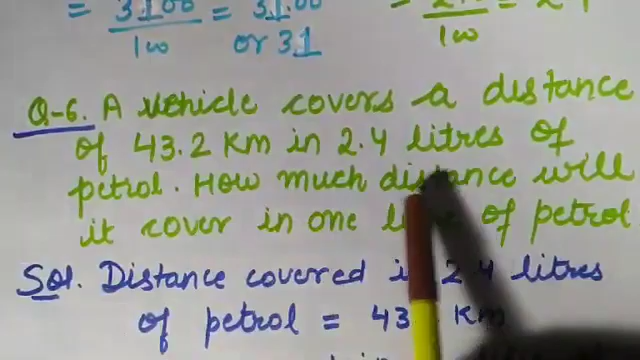 = 3100/100 = 31.00
or 31
Q-6. A vehicle covers a distance
of 43.2 Km in 2.4 litres of
petrol. How much distance will
it cover in one of petrol
Sol. Distance covered in 2.4 litres
of petrol = 43 Km